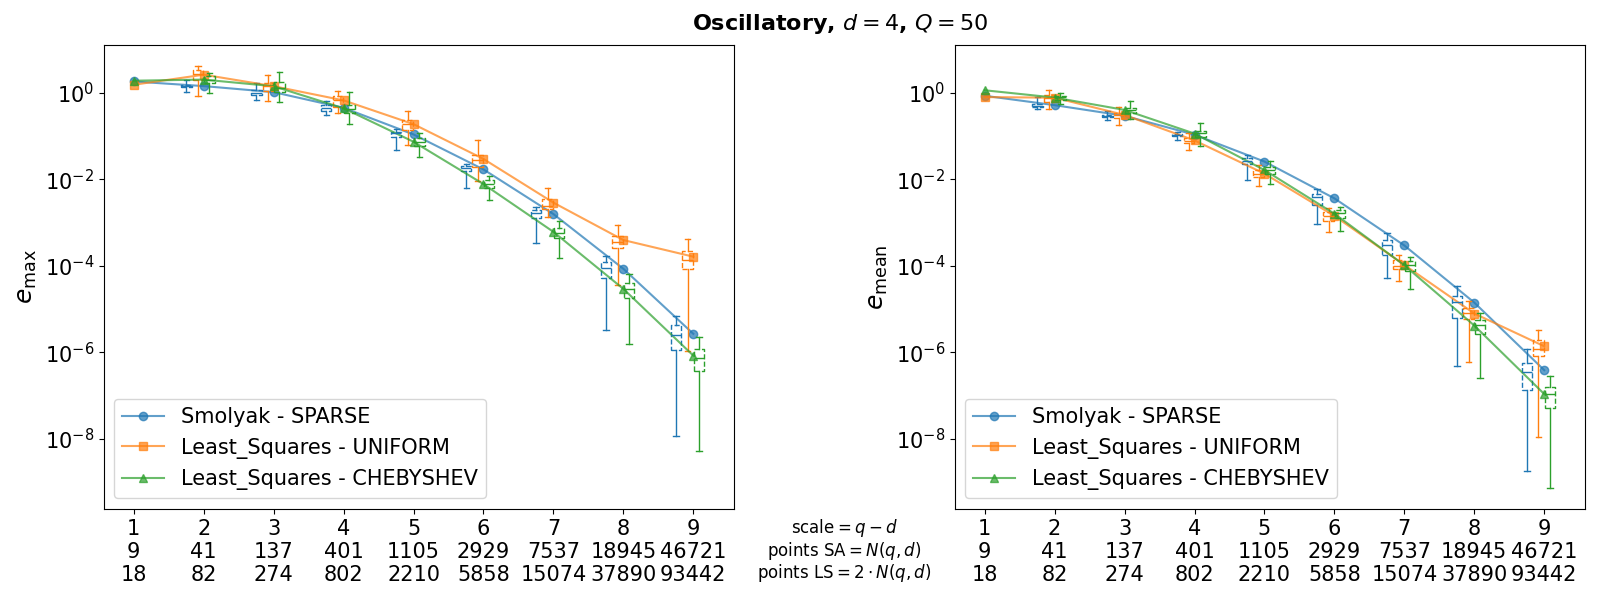 Oscillatory, d = 4, Q = 50
e_max
10^0
10^−2
10^−4
10^−6
10^−8
Smolyak - SPARSE
Least_Squares - UNIFORM
Least_Squares - CHEBYSHEV
1 2 3 4 5 6 7 8 9
9 41 137 401 1105 2929 7537 18945 46721
18 82 274 802 2210 5858 15074 37890 93442
scale = q − d
points SA = N(q, d)
points LS = 2 · N(q, d)
e_mean
10^0
10^−2
10^−4
10^−6
10^−8
Smolyak - SPARSE
Least_Squares - UNIFORM
Least_Squares - CHEBYSHEV
1 2 3 4 5 6 7 8 9
9 41 137 401 1105 2929 7537 18945 46721
18 82 274 802 2210 5858 15074 37890 93442